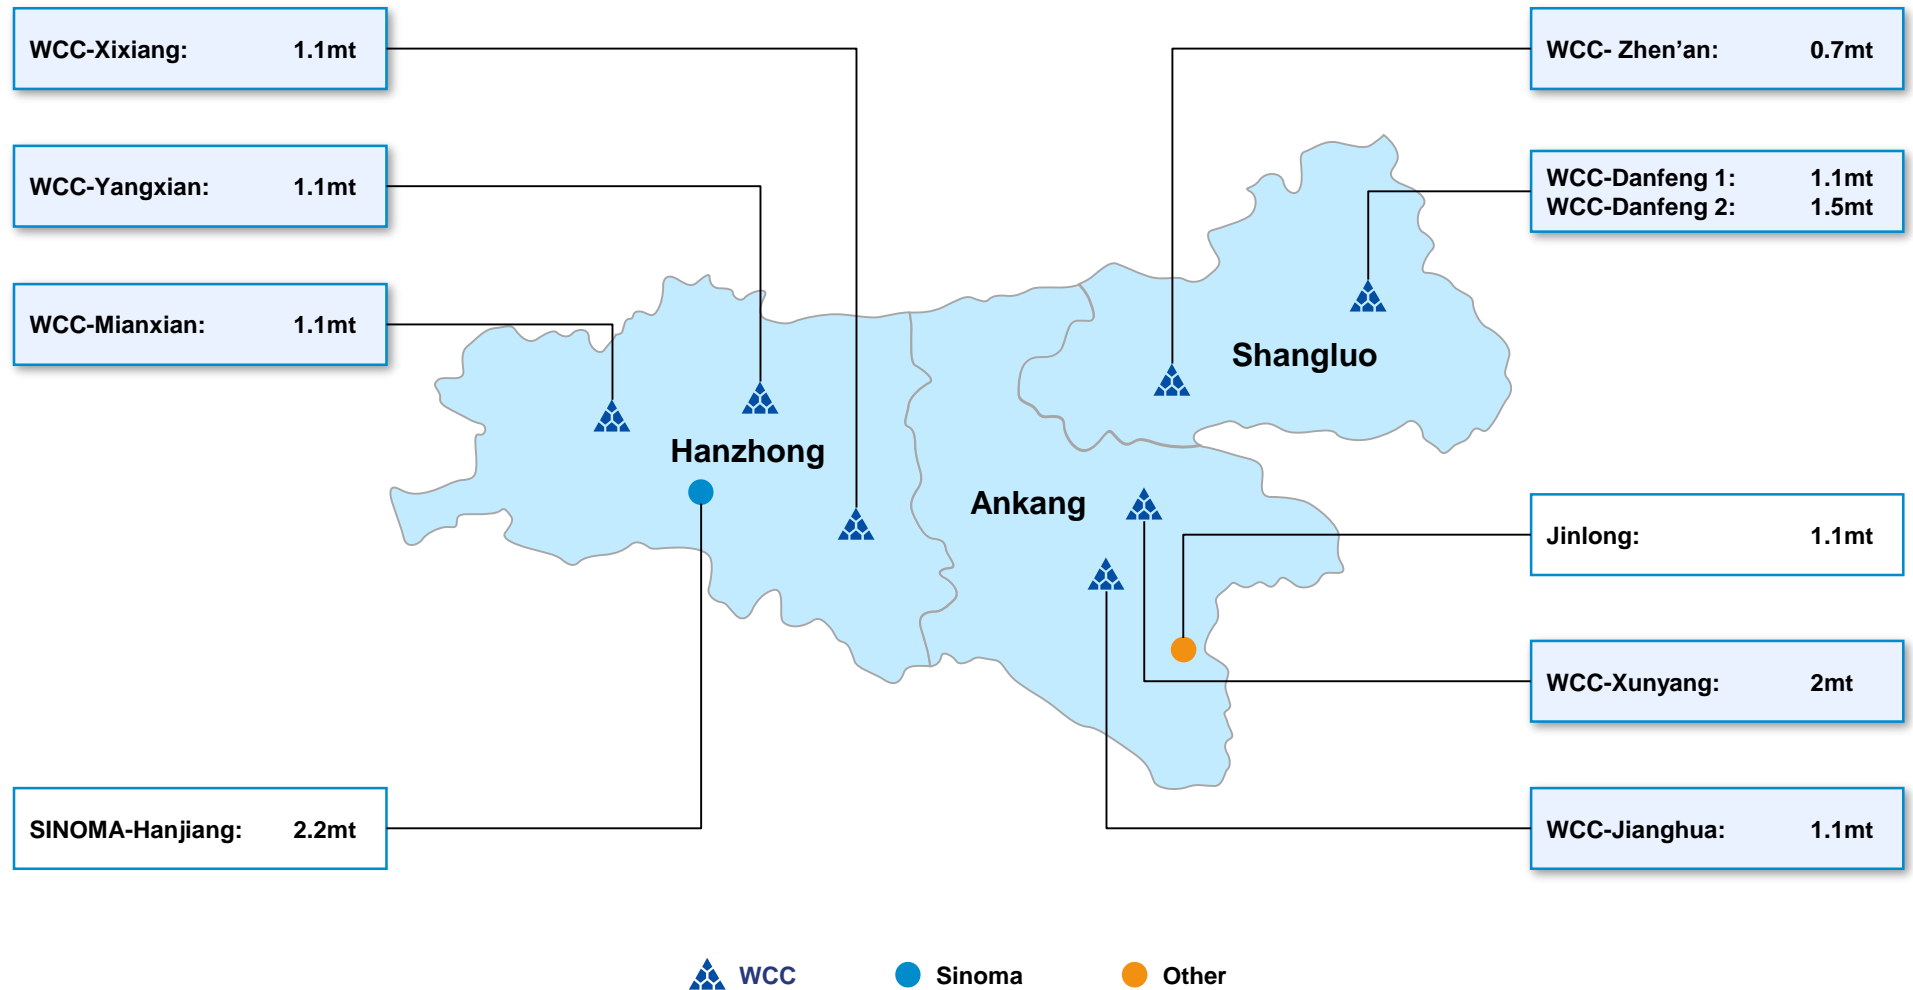 WCC-Xixiang: 1.1mt
WCC-Yangxian: 1.1mt
WCC-Mianxian: 1.1mt
SINOMA-Hanjiang: 2.2mt
WCC- Zhen’an: 0.7mt
WCC-Danfeng 1: 1.1mt
WCC-Danfeng 2: 1.5mt
Jinlong: 1.1mt
WCC-Xunyang: 2mt
WCC-Jianghua: 1.1mt
Shangluo
Hanzhong
Ankang
WCC
Sinoma
Other